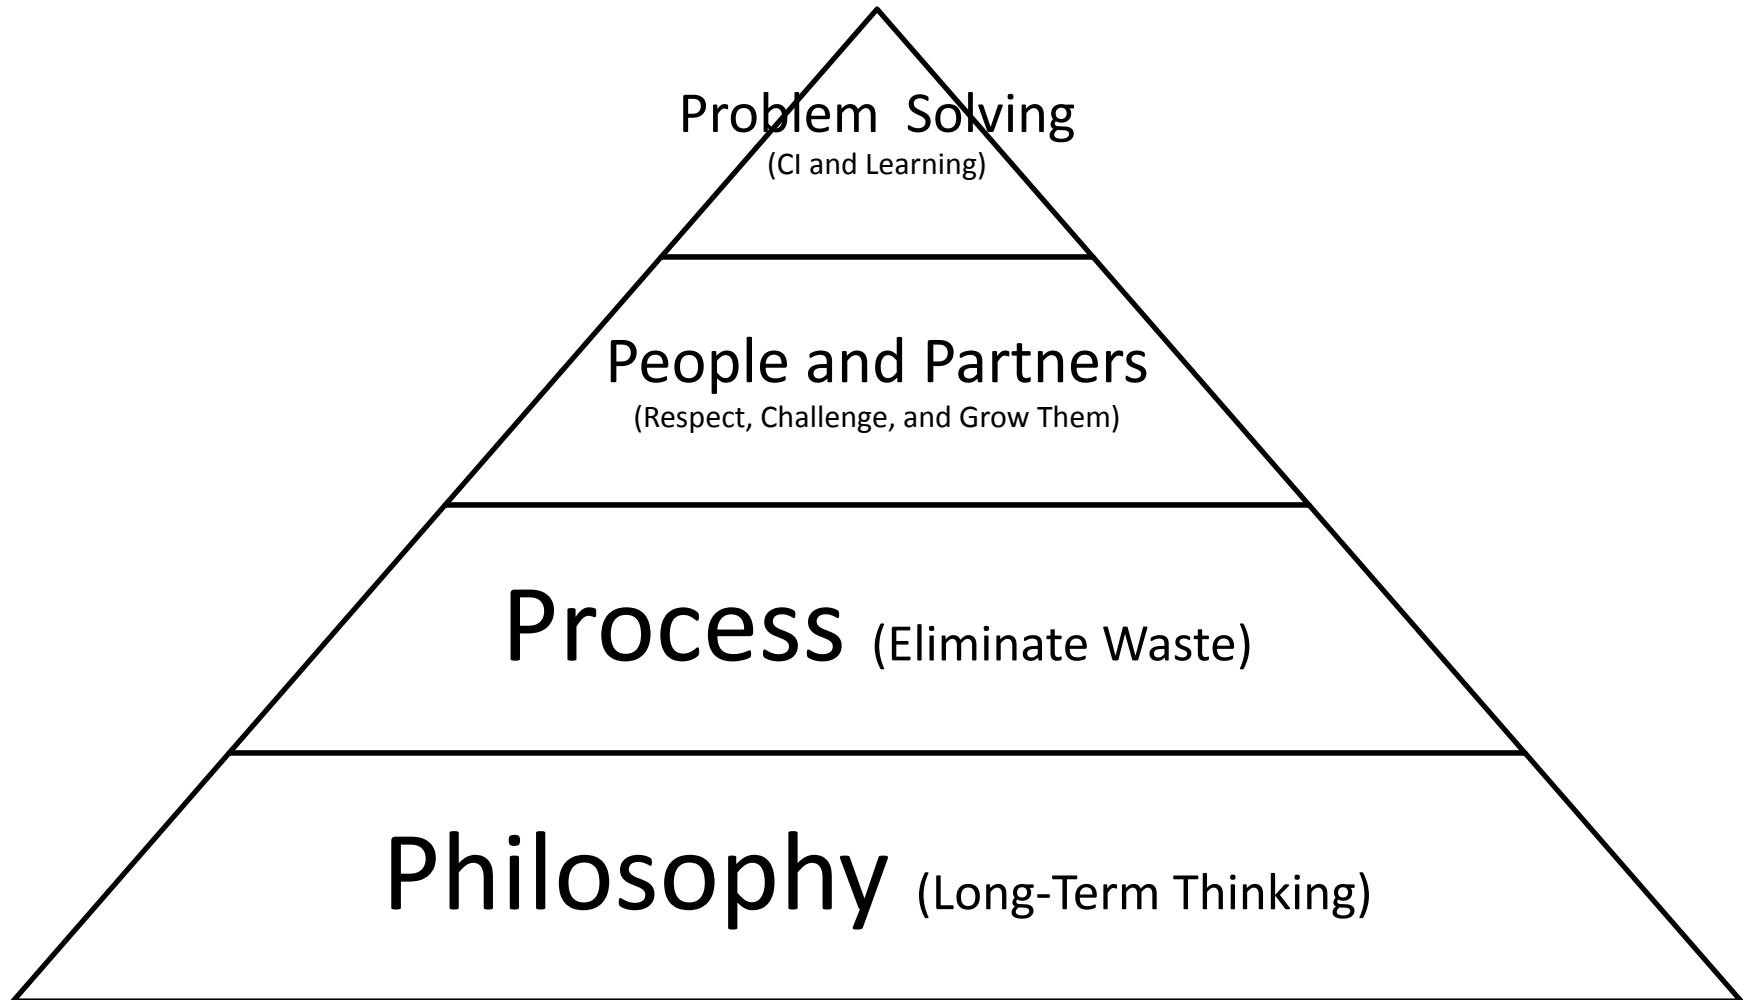 Problem  Solving
(CI and Learning)
People and Partners
(Respect, Challenge, and Grow Them)
Process (Eliminate Waste)
Philosophy (Long-Term Thinking)